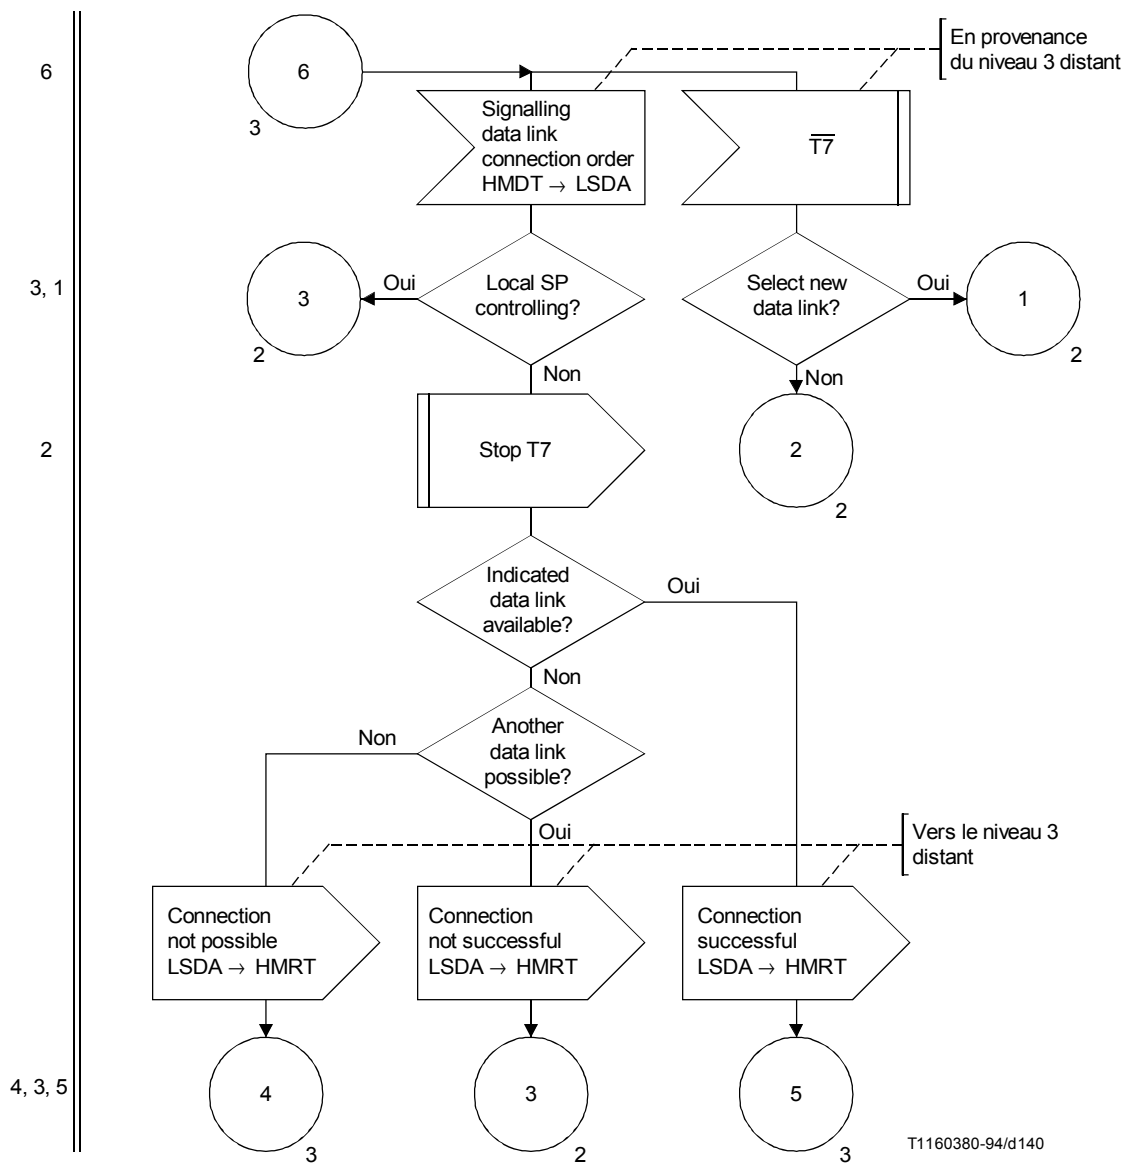 En provenance
du niveau 3 distant
6
6
3
Signalling
data link
connection order
HMDT → LSDA
T7
3, 1
3
2
Oui
Local SP
controlling?
Select new
data link?
Oui
1
2
Non
Non
2
Stop T7
2
2
Indicated
data link
available?
Oui
Non
Non
Another
data link
possible?
Oui
Vers le niveau 3
distant
Connection
not possible
LSDA → HMRT
Connection
not successful
LSDA → HMRT
Connection
successful
LSDA → HMRT
4, 3, 5
4
3
3
2
5
3
T1160380-94/d140